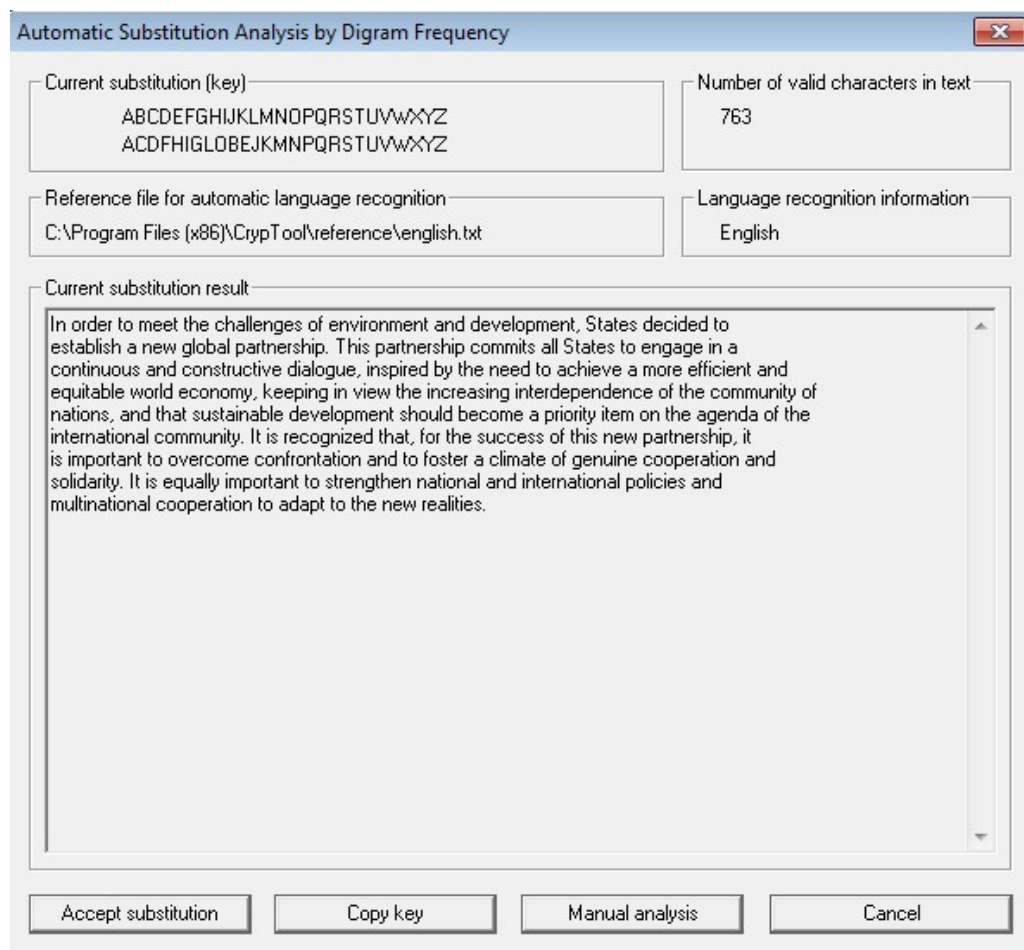 Automatic Substitution Analysis by Digram Frequency
Current substitution (key)
ABCDEFGHIJKLMNOPQRSTUVWXYZ
ACDFHIGLOBEJKMNPQRSTUVWXYZ
Number of valid characters in text
763
Reference file for automatic language recognition
C:\Program Files (x86)\CrypTool\reference\english.txt
Language recognition information
English
Current substitution result
In order to meet the challenges of environment and development, States decided to
establish a new global partnership. This partnership commits all States to engage in a
continuous and constructive dialogue, inspired by the need to achieve a more efficient and
equitable world economy, keeping in view the increasing interdependence of the community of
nations, and that sustainable development should become a priority item on the agenda of the
international community. It is recognized that, for the success of this new partnership, it
is important to overcome confrontation and to foster a climate of genuine cooperation and
solidarity. It is equally important to strengthen national and international policies and
multinational cooperation to adapt to the new realities.
Accept substitution
Copy key
Manual analysis
Cancel